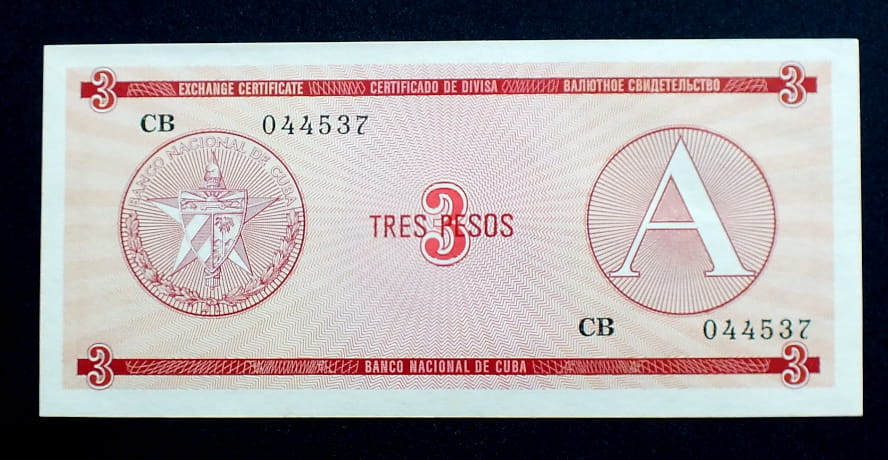 3 EXCHANGE CERTIFICATE CERTIFICADO DE DIVISA ВАЛЮТНОЕ СВИДЕТЕЛЬСТВО 3
CB 044537
BANCO NACIONAL DE CUBA
A
TRES PESOS
3
CB 044537
3 BANCO NACIONAL DE CUBA 3